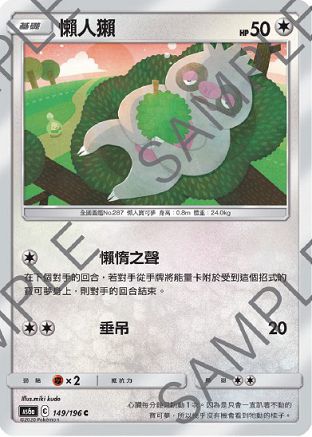 基礎
懶人獺
HP 50
全國圖鑑No.287 懶人寶可夢 身高：0.8m 體重：24.0kg
懶惰之聲
在下個對手的回合，若對手從手牌將能量卡附於受到這個招式的
寶可夢身上，則對手的回合結束。
垂吊 20
弱點 ×2 抵抗力 撤退
Illus.miki kudo
149/196 C
©2020 Pokémon
SAMPLE
SAMPLE
SAMPLE